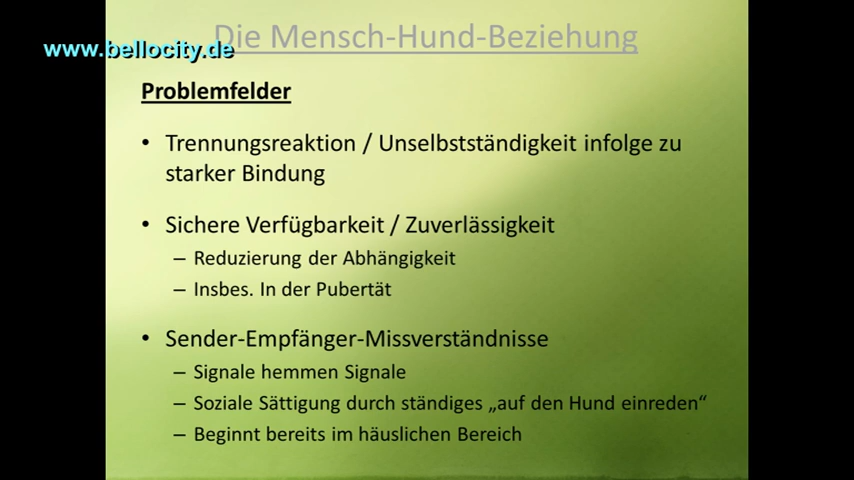 Die Mensch-Hund-Beziehung
www.bellocity.de
Problemfelder
• Trennungsreaktion / Unselbstständigkeit infolge zu
starker Bindung
• Sichere Verfügbarkeit / Zuverlässigkeit
– Reduzierung der Abhängigkeit
– Insbes. In der Pubertät
• Sender-Empfänger-Missverständnisse
– Signale hemmen Signale
– Soziale Sättigung durch ständiges „auf den Hund einreden“
– Beginnt bereits im häuslichen Bereich